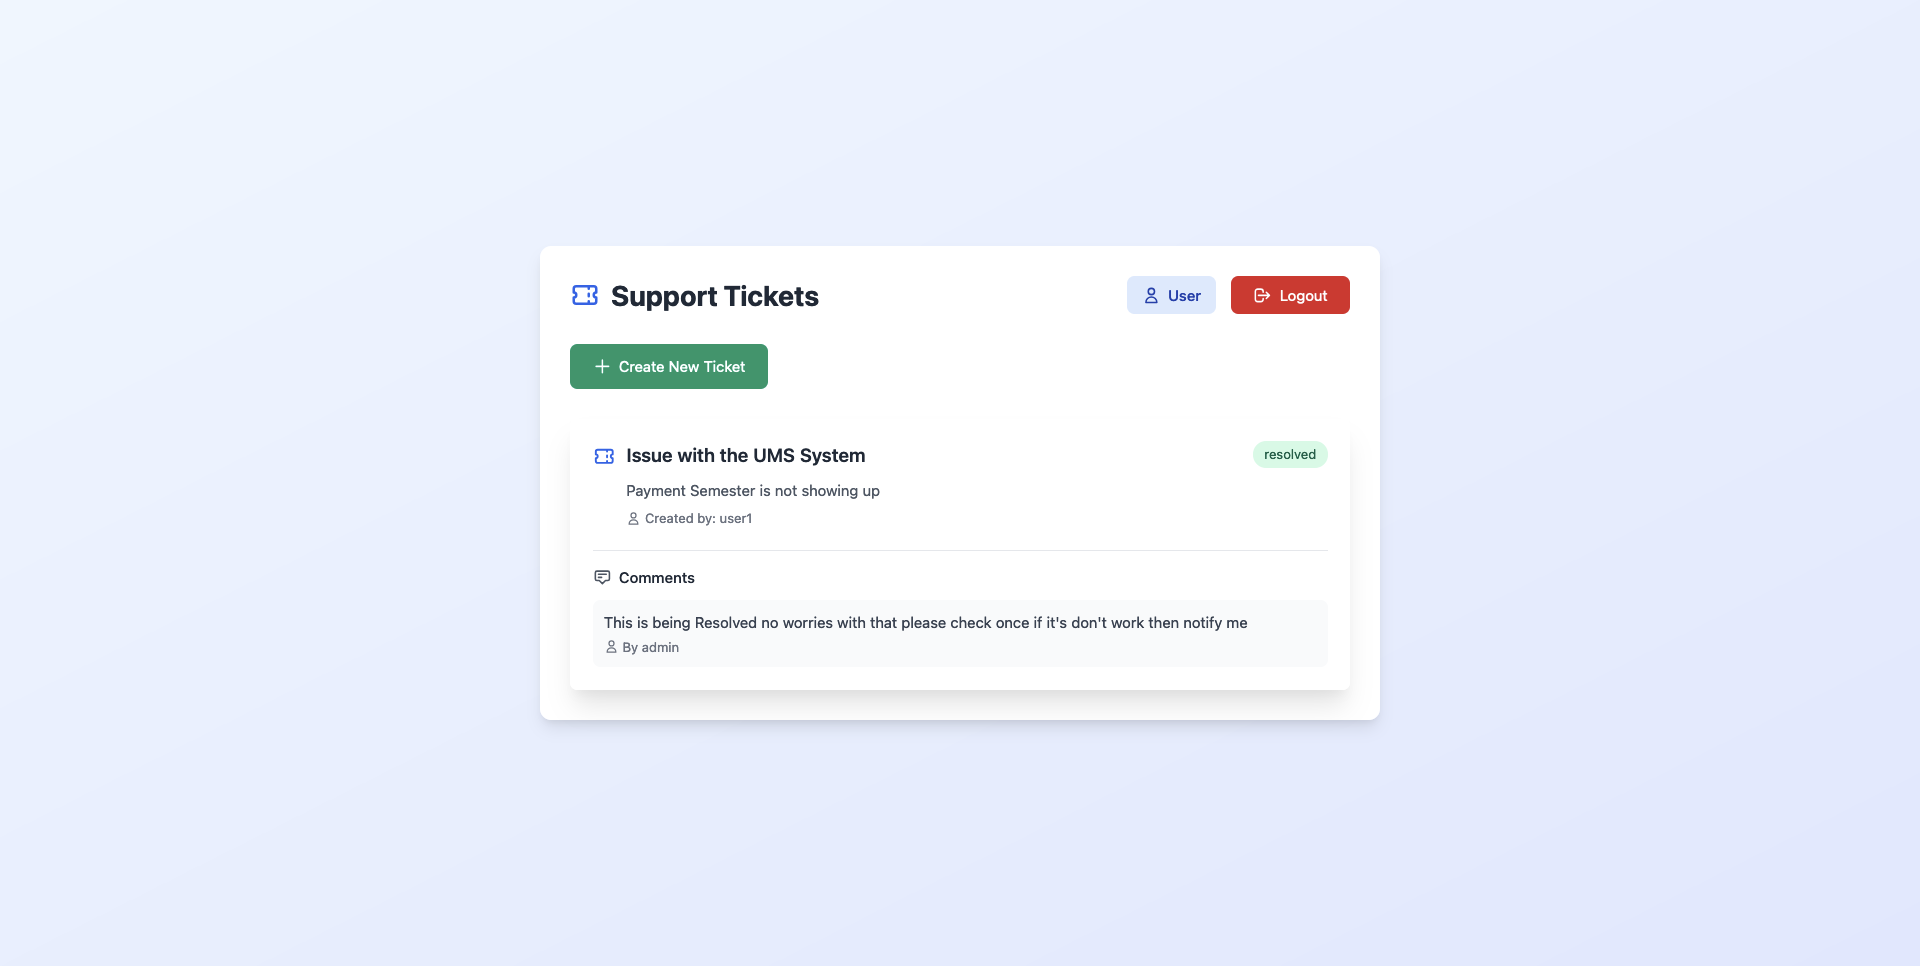 Support Tickets
User
Logout
Create New Ticket
Issue with the UMS System
resolved
Payment Semester is not showing up
Created by: user1
Comments
This is being Resolved no worries with that please check once if it's don't work then notify me
By admin